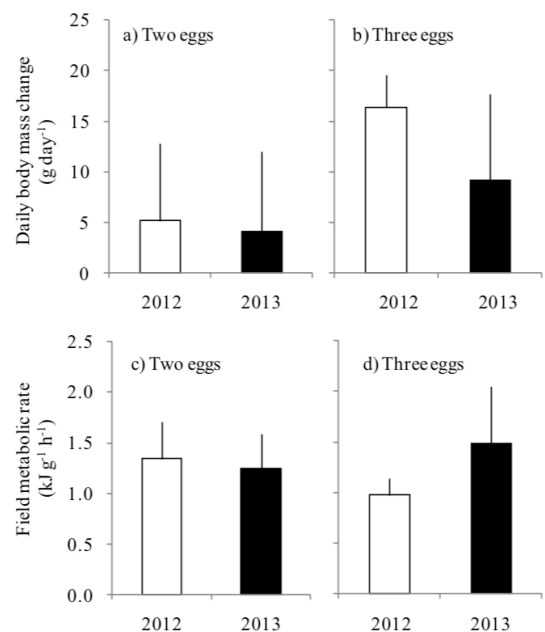 a) Two eggs
b) Three eggs
Daily body mass change
(g day⁻¹)
25
20
15
10
5
0
2012
2013
2012
2013
c) Two eggs
d) Three eggs
Field metabolic rate
(kJ g⁻¹ h⁻¹)
2.5
2.0
1.5
1.0
0.5
0.0
2012
2013
2012
2013